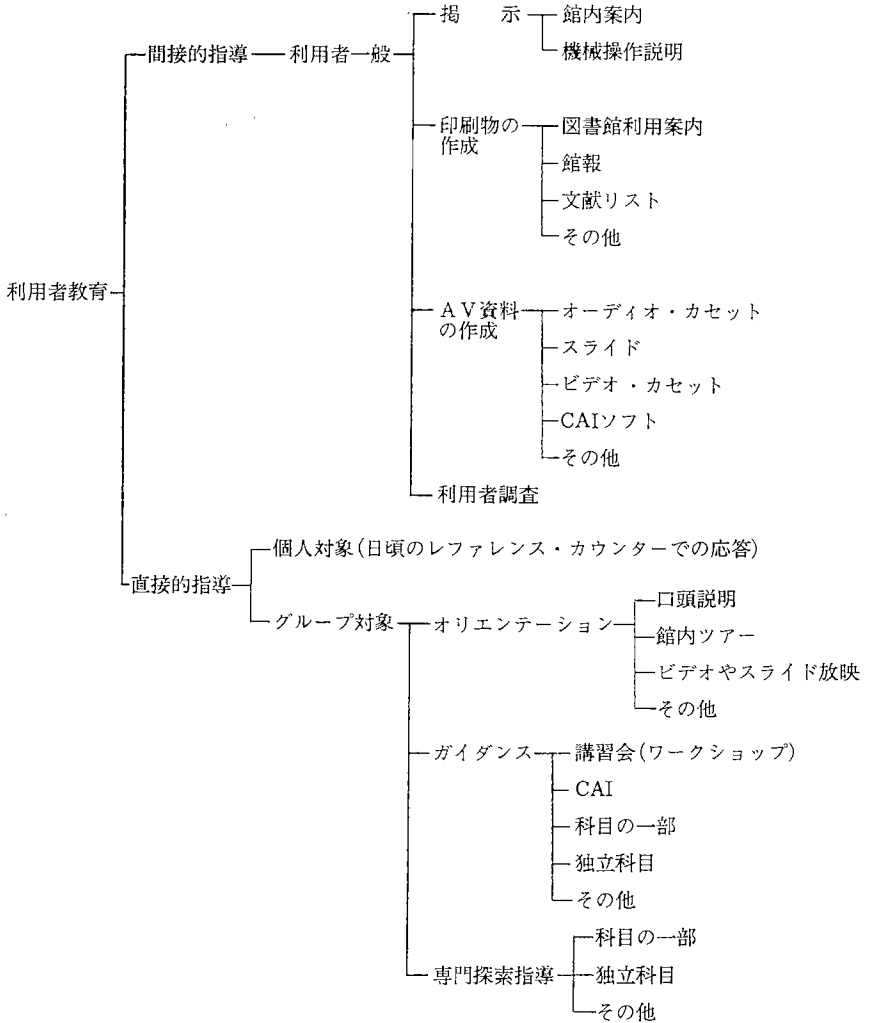 掲　示
館内案内
間接的指導
利用者一般
機械操作説明
印刷物の
作成
図書館利用案内
館報
文献リスト
その他
利用者教育
AV資料
の作成
オーディオ・カセット
スライド
ビデオ・カセット
CAIソフト
その他
利用者調査
個人対象(日頃のレファレンス・カウンターでの応答)
直接的指導
グループ対象
オリエンテーション
口頭説明
館内ツアー
ビデオやスライド放映
その他
ガイダンス
講習会(ワークショップ)
CAI
科目の一部
独立科目
その他
専門探索指導
科目の一部
独立科目
その他